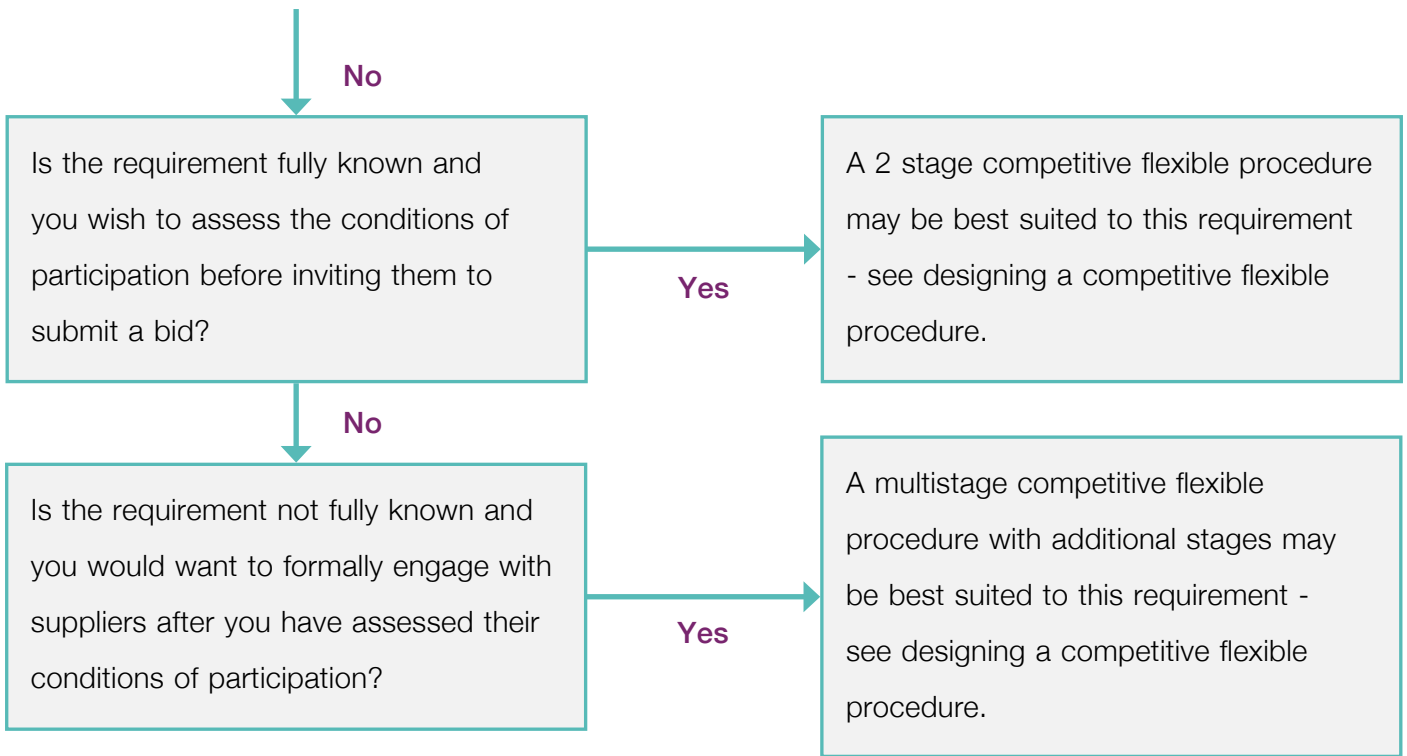 No
Is the requirement fully known and
you wish to assess the conditions of
participation before inviting them to
submit a bid?
Yes
A 2 stage competitive flexible procedure
may be best suited to this requirement
- see designing a competitive flexible
procedure.
No
Is the requirement not fully known and
you would want to formally engage with
suppliers after you have assessed their
conditions of participation?
Yes
A multistage competitive flexible
procedure with additional stages may
be best suited to this requirement -
see designing a competitive flexible
procedure.